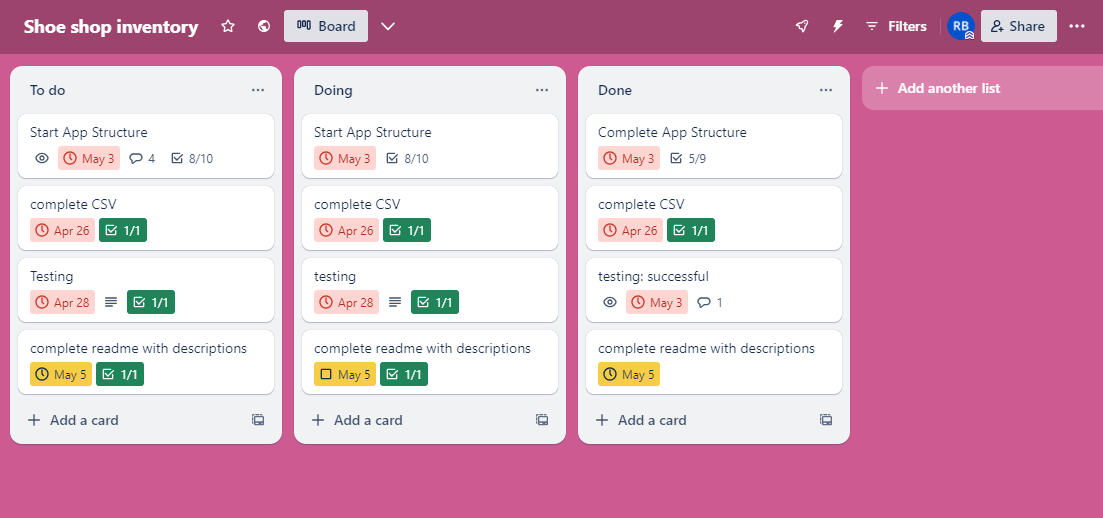 Shoe shop inventory
Board
Filters
RB
Share
To do
Start App Structure
May 3 4 8/10
complete CSV
Apr 26 1/1
Testing
Apr 28 1/1
complete readme with descriptions
May 5 1/1
Add a card
Doing
Start App Structure
May 3 8/10
complete CSV
Apr 26 1/1
testing
Apr 28 1/1
complete readme with descriptions
May 5 1/1
Add a card
Done
Complete App Structure
May 3 5/9
complete CSV
Apr 26 1/1
testing: successful
May 3 1
complete readme with descriptions
May 5
Add a card
Add another list